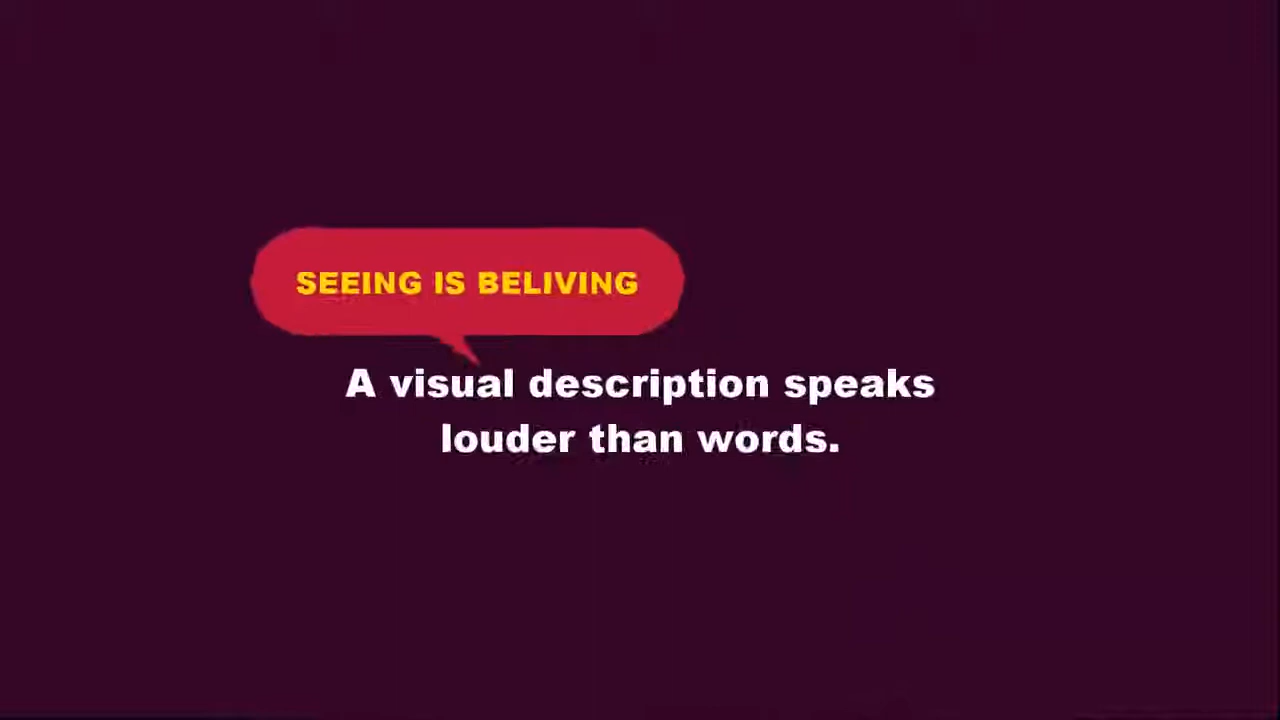 SEEING IS BELIVING
A visual description speaks
louder than words.